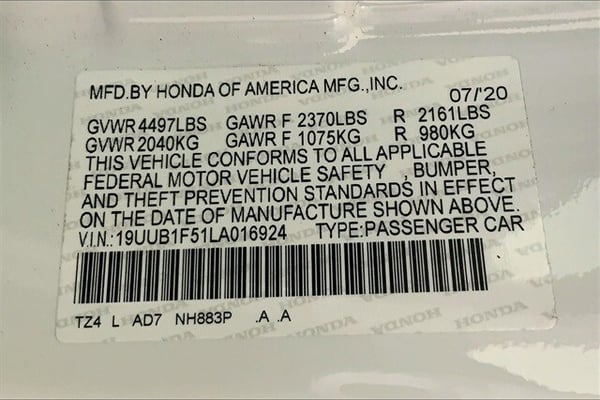 MFD.BY HONDA OF AMERICA MFG.,INC.
07/'20
GVWR 4497LBS GAWR F 2370LBS R 2161LBS
GVWR 2040KG GAWR F 1075KG R 980KG
THIS VEHICLE CONFORMS TO ALL APPLICABLE
FEDERAL MOTOR VEHICLE SAFETY , BUMPER,
AND THEFT PREVENTION STANDARDS IN EFFECT
ON THE DATE OF MANUFACTURE SHOWN ABOVE.
V.I.N.:19UUB1F51LA016924 TYPE:PASSENGER CAR
TZ4 L AD7 NH883P .A .A